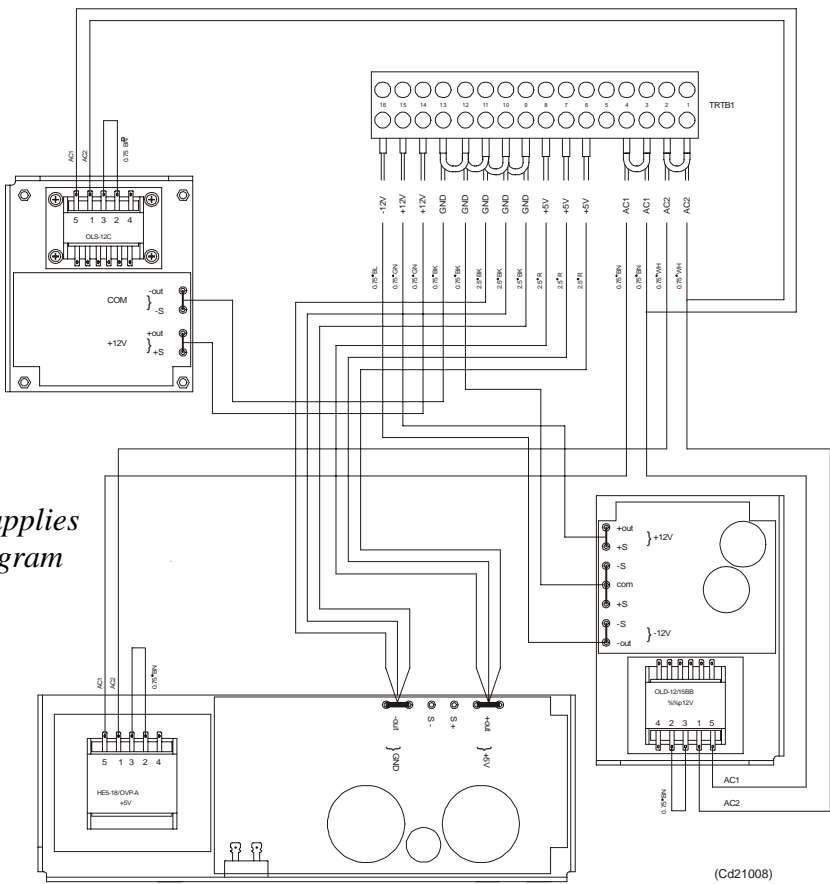 16 15 14 13 12 11 10 9 8 7 6 5 4 3 2 1
TRTB1
AC1
AC2
0.75 BN
-12V
+12V
+12V
GND
GND
GND
GND
GND
+5V
+5V
+5V
AC1
AC1
AC2
AC2
0.75"BL
0.75"GN
0.75"GN
0.75"BK
0.75"BK
2.5"BK
2.5"BK
2.5"BK
2.5"R
2.5"R
2.5"R
0.75"BN
0.75"BN
0.75"WH
0.75"WH
5 1 3 2 4
OLS-12C
COM } -out
-S
+12V } +out
+S
applies
gram
+out
+S
} +12V
-S
com
+S
-S
-out
} -12V
OLD-12/15BB
%%p12V
4 2 3 1 5
0.75"BN
AC1
AC2
AC1
AC2
0.75"BN
5 1 3 2 4
HE5-18/OVP-A
+5V
-out
S -
S +
+out
} GND
} +5V
(Cd21008)